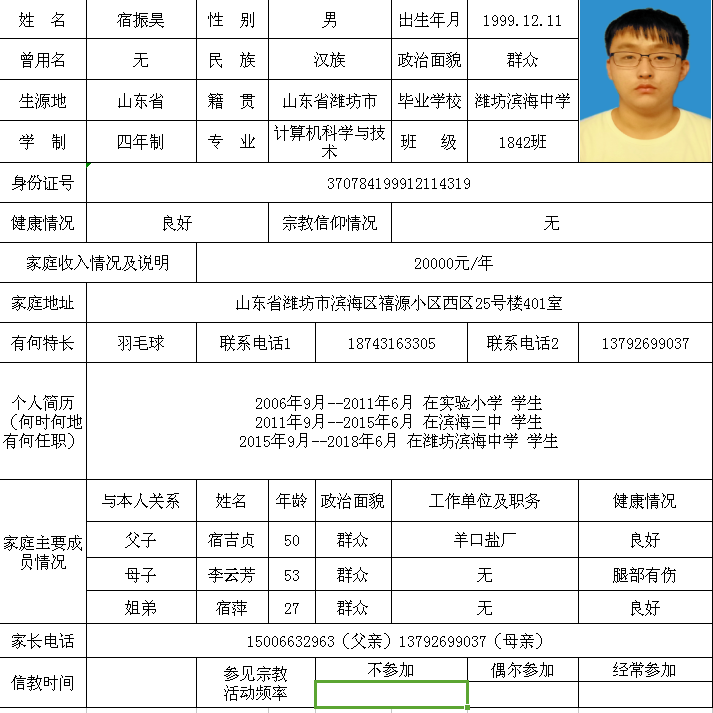 姓 名 宿振昊 性 别 男 出生年月 1999.12.11
曾用名 无 民 族 汉族 政治面貌 群众
生源地 山东省 籍 贯 山东省潍坊市 毕业学校 潍坊滨海中学
学 制 四年制 专 业 计算机科学与技术 班 级 1842班
身份证号 370784199912114319
健康情况 良好 宗教信仰情况 无
家庭收入情况及说明 20000元/年
家庭地址 山东省潍坊市滨海区禧源小区西区25号楼401室
有何特长 羽毛球 联系电话1 18743163305 联系电话2 13792699037
个人简历
（何时何地
有何任职）
2006年9月--2011年6月 在实验小学 学生
2011年9月--2015年6月 在滨海三中 学生
2015年9月--2018年6月 在潍坊滨海中学 学生
家庭主要成
员情况
与本人关系 姓名 年龄 政治面貌 工作单位及职务 健康情况
父子 宿吉贞 50 群众 羊口盐厂 良好
母子 李云芳 53 群众 无 腿部有伤
姐弟 宿萍 27 群众 无 良好
家长电话 15006632963（父亲）13792699037（母亲）
信教时间 参见宗教
活动频率
不参加 偶尔参加 经常参加